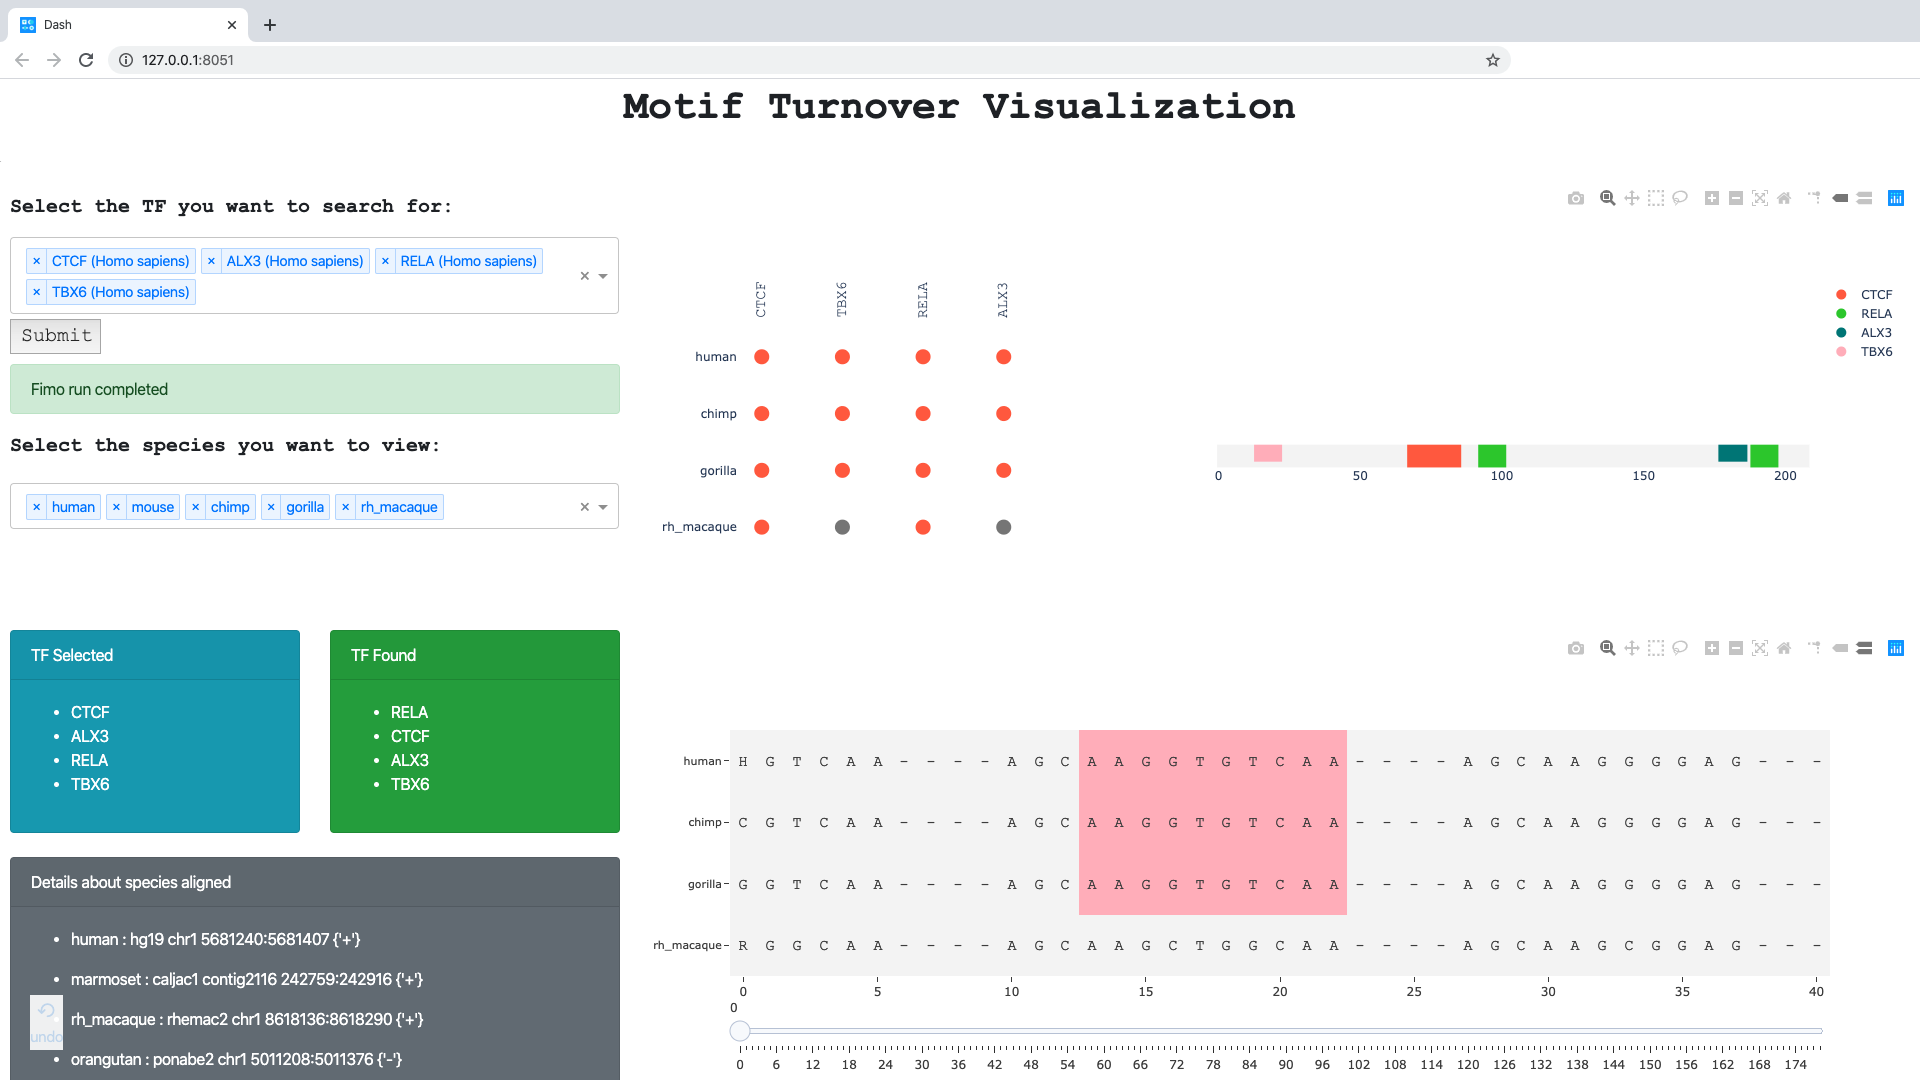 Dash
127.0.0.1:8051
Motif Turnover Visualization
Select the TF you want to search for:
× CTCF (Homo sapiens) × ALX3 (Homo sapiens) × RELA (Homo sapiens)
× TBX6 (Homo sapiens)
Submit
Fimo run completed
Select the species you want to view:
× human × mouse × chimp × gorilla × rh_macaque
CTCF TBX6 RELA ALX3
human
chimp
gorilla
rh_macaque
CTCF
RELA
ALX3
TBX6
0 50 100 150 200
TF Selected
CTCF
ALX3
RELA
TBX6
TF Found
RELA
CTCF
ALX3
TBX6
Details about species aligned
human : hg19 chr1 5681240:5681407 {'+'}
marmoset : caljac1 contig2116 242759:242916 {'+'}
rh_macaque : rhemac2 chr1 8618136:8618290 {'+'}
orangutan : ponabe2 chr1 5011208:5011376 {'-'}
undo
human H G T C A A - - - - A G C A A G G T G T C A A - - - - A G C A A G G G G A G - - -
chimp C G T C A A - - - - A G C A A G G T G T C A A - - - - A G C A A G G G G A G - - -
gorilla G G T C A A - - - - A G C A A G G T G T C A A - - - - A G C A A G G G G A G - - -
rh_macaque R G G C A A - - - - A G C A A G C T G G C A A - - - - A G C A A G C G G A G - - -
0 5 10 15 20 25 30 35 40
0
0 6 12 18 24 30 36 42 48 54 60 66 72 78 84 90 96 102 108 114 120 126 132 138 144 150 156 162 168 174